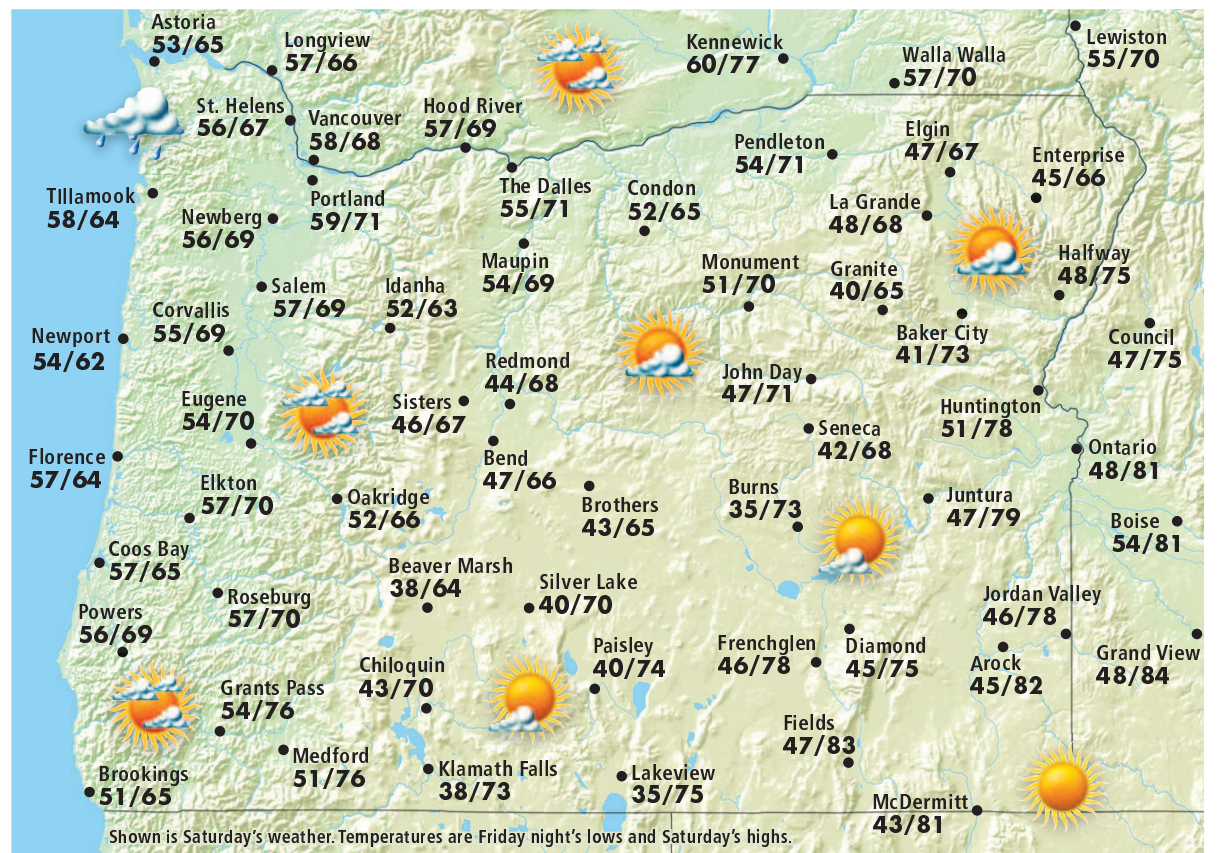 Astoria
53/65
Longview
57/66
Kennewick
60/77
Walla Walla
57/70
Lewiston
55/70
St. Helens
56/67
Vancouver
58/68
Hood River
57/69
Pendleton
54/71
Elgin
47/67
Enterprise
45/66
TIllamook
58/64
Portland
59/71
The Dalles
55/71
Condon
52/65
La Grande
48/68
Newberg
56/69
Maupin
54/69
Monument
51/70
Granite
40/65
Halfway
48/75
Salem
57/69
Idanha
52/63
Corvallis
55/69
Newport
54/62
Baker City
41/73
Council
47/75
Redmond
44/68
John Day
47/71
Eugene
54/70
Sisters
46/67
Huntington
51/78
Seneca
42/68
Ontario
48/81
Florence
57/64
Bend
47/66
Elkton
57/70
Oakridge
52/66
Brothers
43/65
Burns
35/73
Juntura
47/79
Boise
54/81
Coos Bay
57/65
Beaver Marsh
38/64
Silver Lake
40/70
Roseburg
57/70
Jordan Valley
46/78
Powers
56/69
Paisley
40/74
Frenchglen
46/78
Diamond
45/75
Arock
45/82
Grand View
48/84
Chiloquin
43/70
Grants Pass
54/76
Fields
47/83
Medford
51/76
Klamath Falls
38/73
Lakeview
35/75
Brookings
51/65
McDermitt
43/81
Shown is Saturday's weather. Temperatures are Friday night's lows and Saturday's highs.